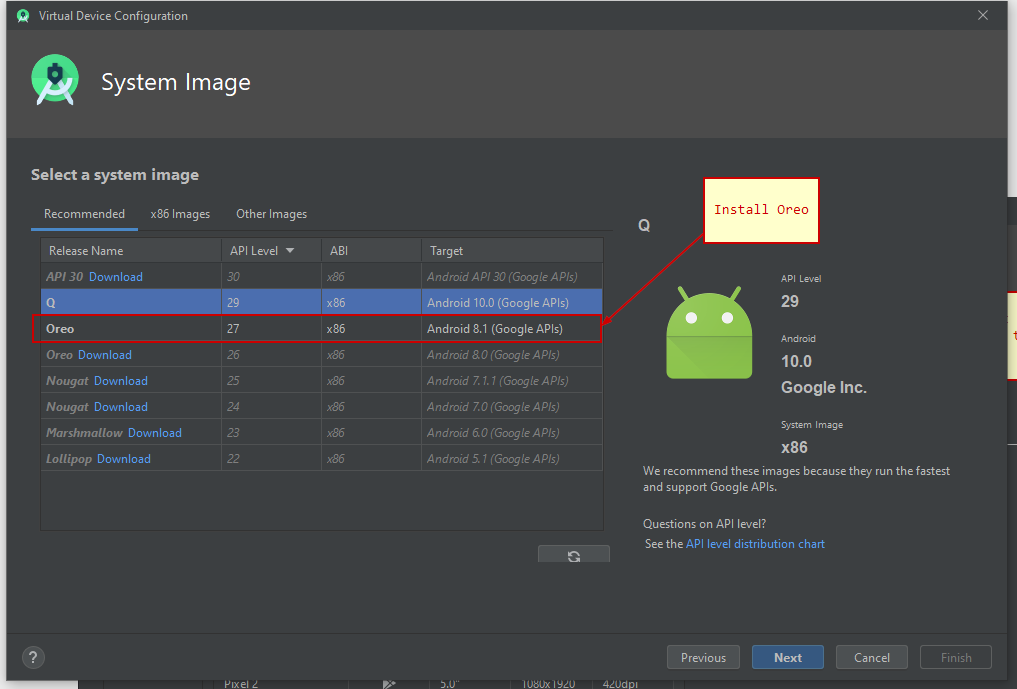 Virtual Device Configuration
System Image
Select a system image
Recommended x86 Images Other Images
Release Name API Level ABI Target
API 30 Download 30 x86 Android API 30 (Google APIs)
Q 29 x86 Android 10.0 (Google APIs)
Oreo 27 x86 Android 8.1 (Google APIs)
Oreo Download 26 x86 Android 8.0 (Google APIs)
Nougat Download 25 x86 Android 7.1.1 (Google APIs)
Nougat Download 24 x86 Android 7.0 (Google APIs)
Marshmallow Download 23 x86 Android 6.0 (Google APIs)
Lollipop Download 22 x86 Android 5.1 (Google APIs)
Install Oreo
Q
API Level
29
Android
10.0
Google Inc.
System Image
x86
We recommend these images because they run the fastest
and support Google APIs.
Questions on API level?
See the API level distribution chart
? Previous Next Cancel Finish
Pixel 2 5.0" 1080x1920 420dpi